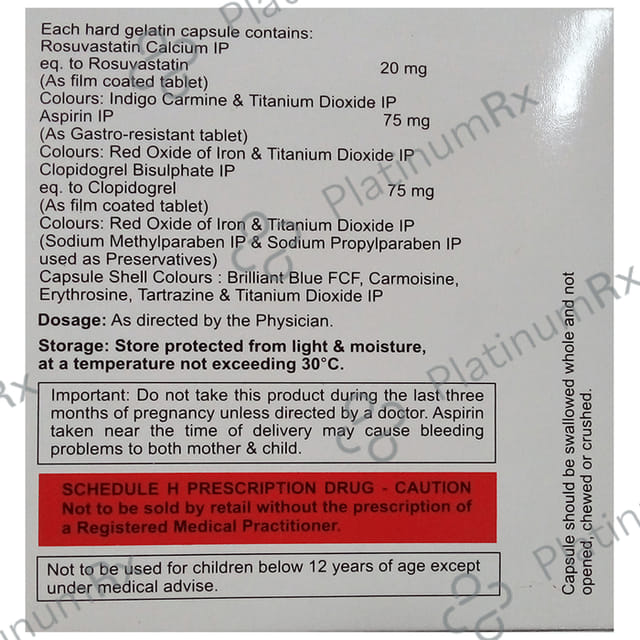 Each hard gelatin capsule contains:
Rosuvastatin Calcium IP
eq. to Rosuvastatin 20 mg
(As film coated tablet)
Colours: Indigo Carmine & Titanium Dioxide IP
Aspirin IP 75 mg
(As Gastro-resistant tablet)
Colours: Red Oxide of Iron & Titanium Dioxide IP
Clopidogrel Bisulphate IP
eq. to Clopidogrel 75 mg
(As film coated tablet)
Colours: Red Oxide of Iron & Titanium Dioxide IP
(Sodium Methylparaben IP & Sodium Propylparaben IP
used as Preservatives)
Capsule Shell Colours : Brilliant Blue FCF, Carmoisine,
Erythrosine, Tartrazine & Titanium Dioxide IP
Dosage: As directed by the Physician.
Storage: Store protected from light & moisture,
at a temperature not exceeding 30°C.
Important: Do not take this product during the last three
months of pregnancy unless directed by a doctor. Aspirin
taken near the time of delivery may cause bleeding
problems to both mother & child.
SCHEDULE H PRESCRIPTION DRUG - CAUTION
Not to be sold by retail without the prescription of
a Registered Medical Practitioner.
Not to be used for children below 12 years of age except
under medical advise.
Capsule should be swallowed whole and not
opened, chewed or crushed.
PlatinumRx
PlatinumRx
PlatinumRx